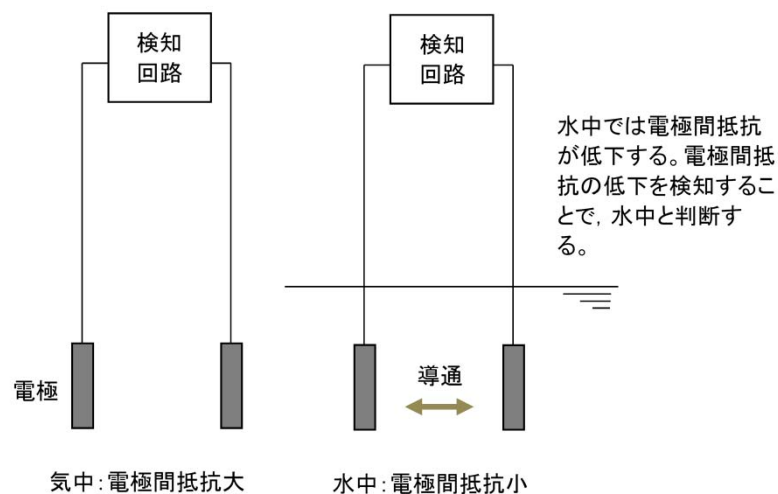 検知
回路
検知
回路
水中では電極間抵抗
が低下する。電極間抵
抗の低下を検知するこ
とで, 水中と判断す
る。
電極
導通
気中:電極間抵抗大
水中:電極間抵抗小